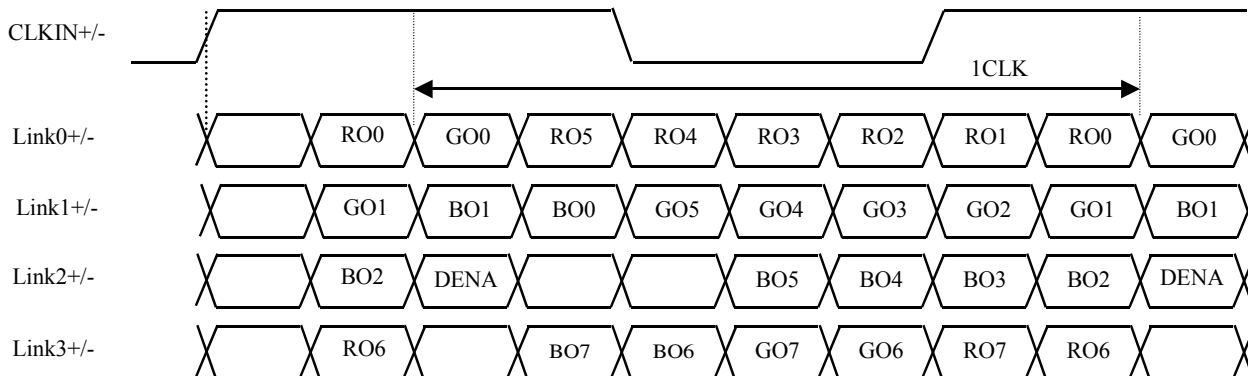 CLKIN+/-
1CLK
Link0+/- RO0 GO0 RO5 RO4 RO3 RO2 RO1 RO0 GO0
Link1+/- GO1 BO1 BO0 GO5 GO4 GO3 GO2 GO1 BO1
Link2+/- BO2 DENA BO5 BO4 BO3 BO2 DENA
Link3+/- RO6 BO7 BO6 GO7 GO6 RO7 RO6